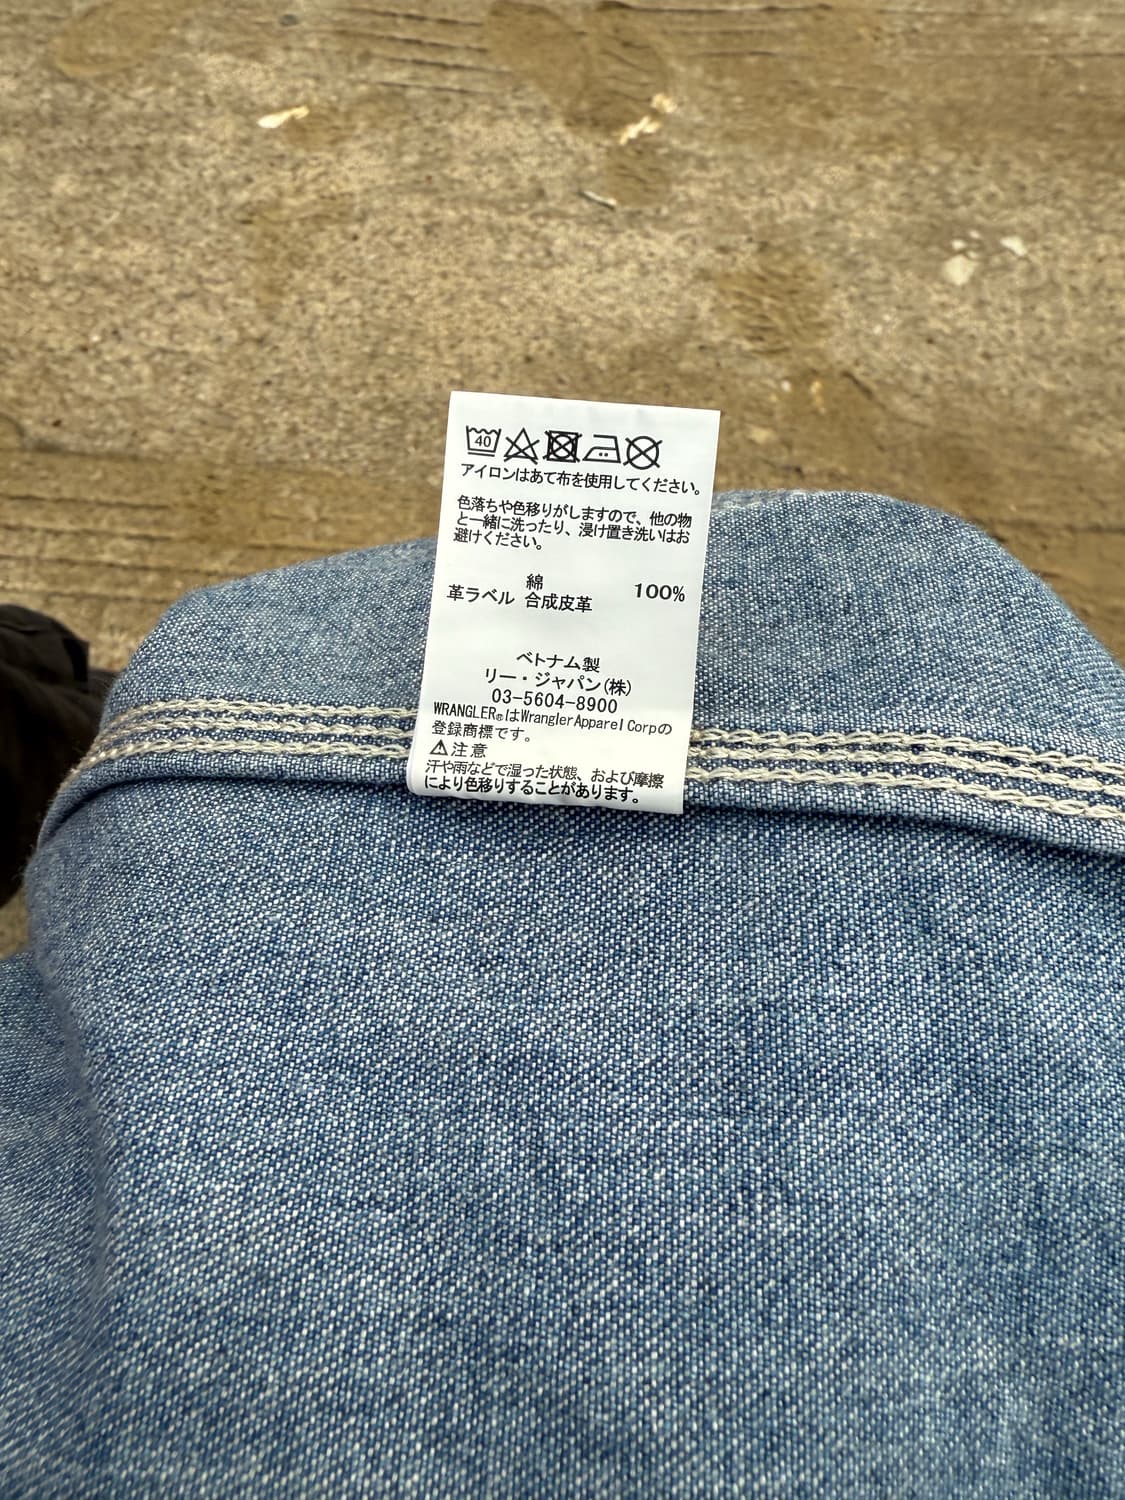 40
アイロンはあて布を使用してください。
色落ちや色移りがしますので、他の物
と一緒に洗ったり、浸け置き洗いはお
避けください。
綿 100%
革ラベル 合成皮革
ベトナム製
リー・ジャパン(株)
03-5604-8900
WRANGLER®はWrangler Apparel Corpの
登録商標です。
⚠注意
汗や雨などで湿った状態、および摩擦
により色移りすることがあります。